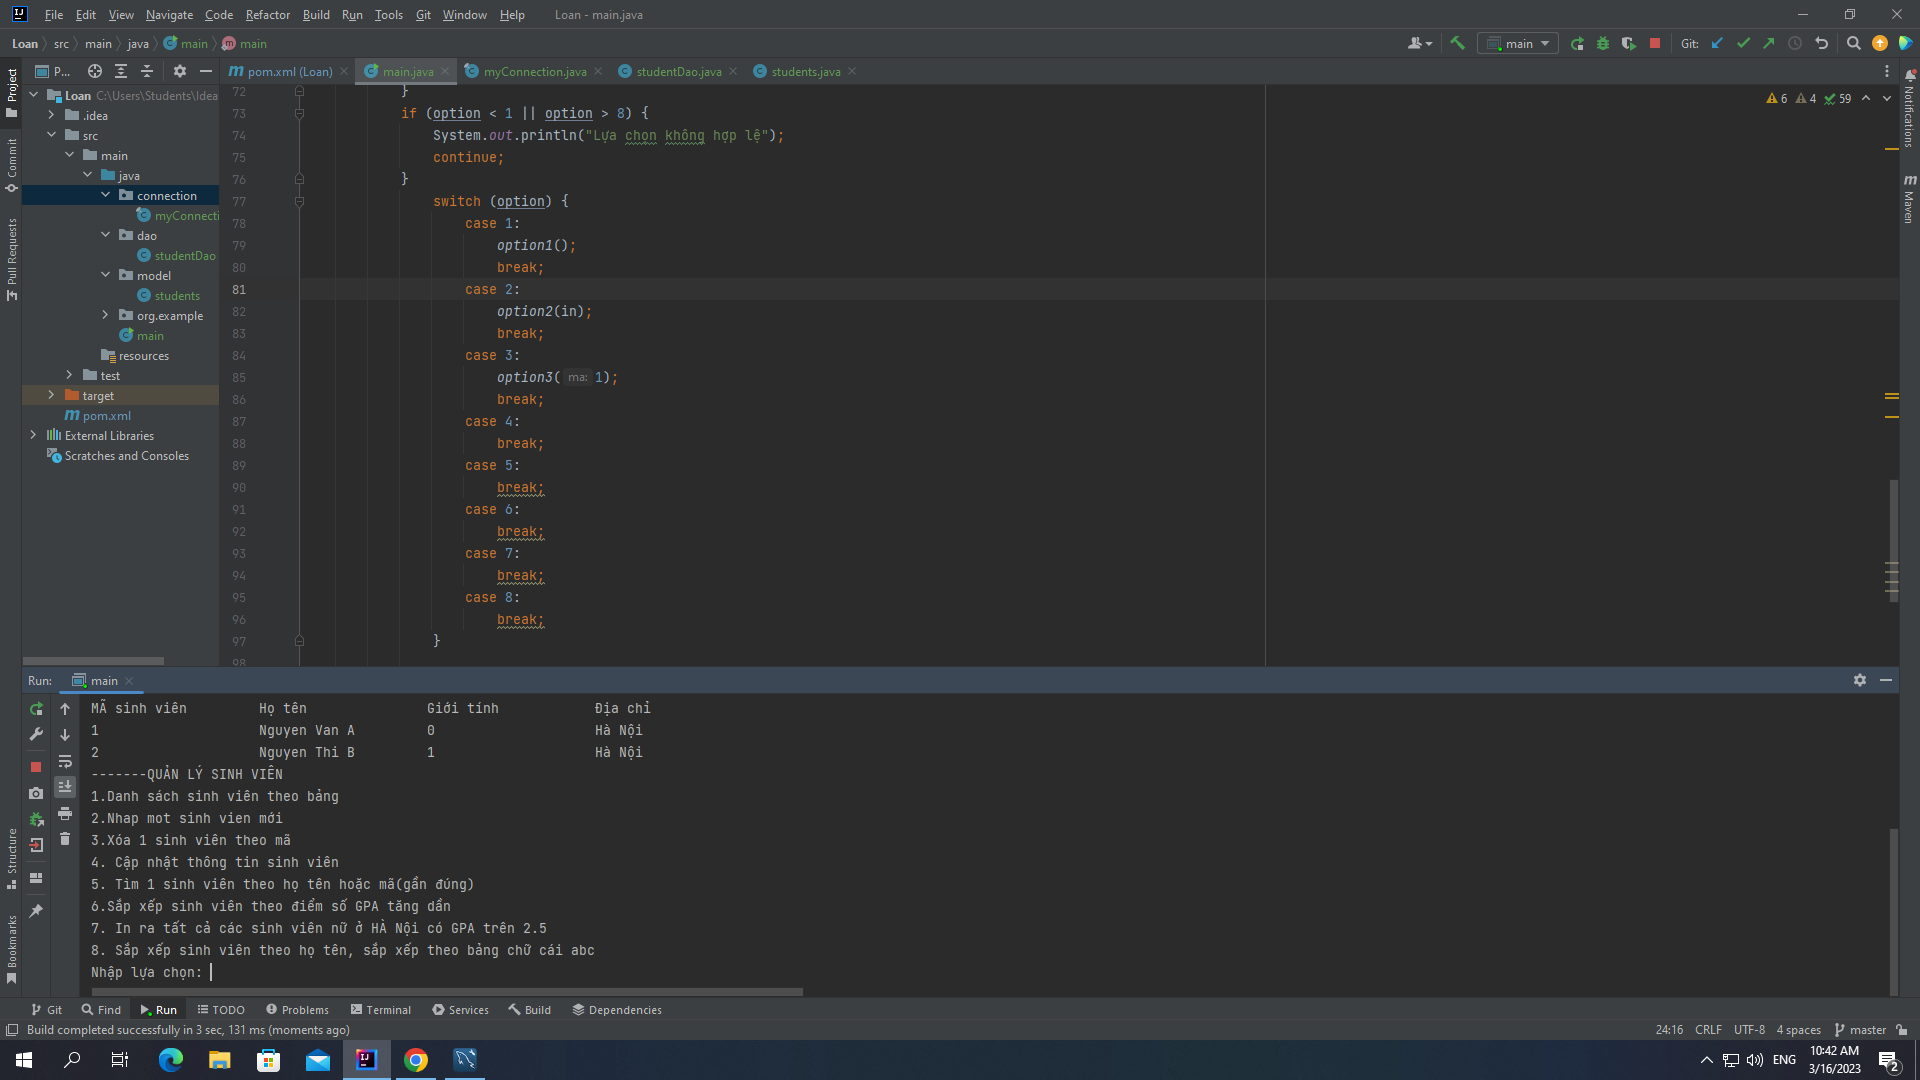 File Edit View Navigate Code Refactor Build Run Tools Git Window Help Loan - main.java
Loan src main java main main
main Git:
P... pom.xml (Loan) main.java myConnection.java studentDao.java students.java
Project
Commit
Pull Requests
Structure
Bookmarks
Notifications
Maven
6 4 59
Loan C:\Users\Students\Idea
.idea
src
main
java
connection
myConnecti
dao
studentDao
model
students
org.example
main
resources
test
target
pom.xml
External Libraries
Scratches and Consoles
72 }
73 if (option < 1 || option > 8) {
74 System.out.println("Lựa chọn không hợp lệ");
75 continue;
76 }
77 switch (option) {
78 case 1:
79 option1();
80 break;
81 case 2:
82 option2(in);
83 break;
84 case 3:
85 option3( ma: 1);
86 break;
87 case 4:
88 break;
89 case 5:
90 break;
91 case 6:
92 break;
93 case 7:
94 break;
95 case 8:
96 break;
97 }
98
Run: main
MÃ sinh viên Họ tên Giới tính Địa chỉ
1 Nguyen Van A 0 Hà Nội
2 Nguyen Thi B 1 Hà Nội
-------QUẢN LÝ SINH VIÊN
1.Danh sách sinh viên theo bảng
2.Nhap mot sinh vien mới
3.Xóa 1 sinh viên theo mã
4. Cập nhật thông tin sinh viên
5. Tìm 1 sinh viên theo họ tên hoặc mã(gần đúng)
6.Sắp xếp sinh viên theo điểm số GPA tăng dần
7. In ra tất cả các sinh viên nữ ở HÀ Nội có GPA trên 2.5
8. Sắp xếp sinh viên theo họ tên, sắp xếp theo bảng chữ cái abc
Nhập lựa chọn:
Git Find Run TODO Problems Terminal Services Build Dependencies
Build completed successfully in 3 sec, 131 ms (moments ago) 24:16 CRLF UTF-8 4 spaces master
ENG 10:42 AM
3/16/2023 2